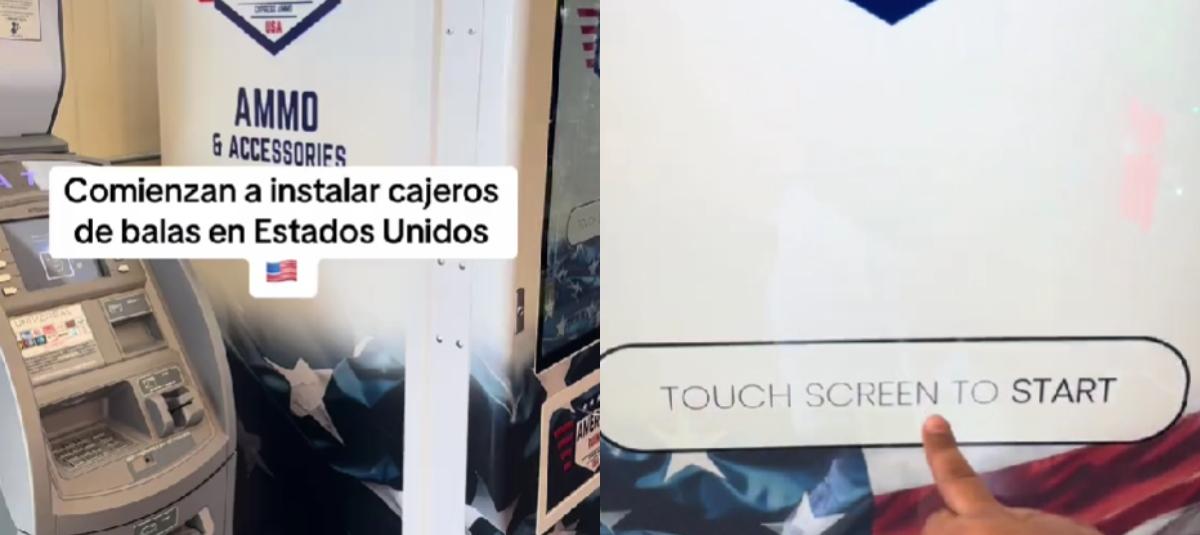 USA
AMMO
& ACCESSORIES
Comienzan a instalar cajeros
de balas en Estados Unidos
TOUCH SCREEN TO START